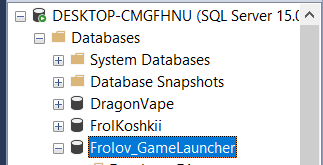 DESKTOP-CMGFHNU (SQL Server 15.0
Databases
System Databases
Database Snapshots
DragonVape
FrolKoshkii
Frolov_GameLauncher